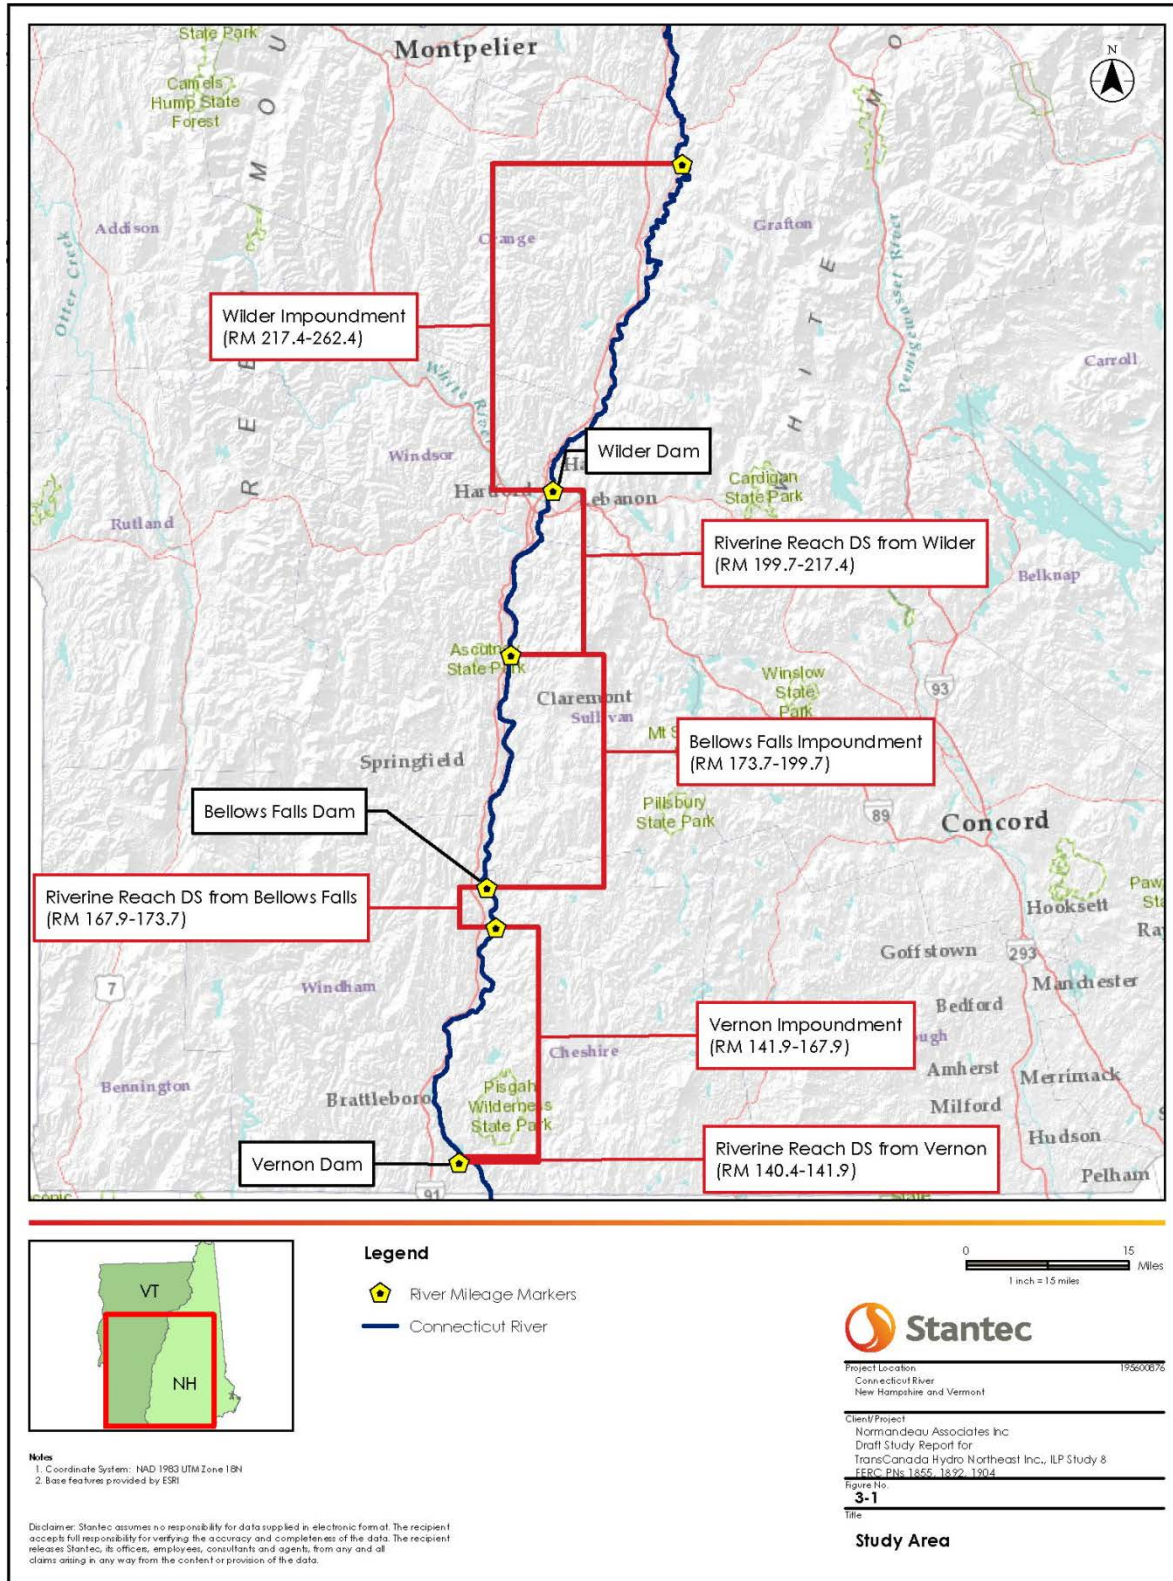 State Park
Montpelier
N
Camels
Hump State
Forest
Addison
Orange
Grafton
Otter Creek
Pemigewasset River
Wilder Impoundment
(RM 217.4-262.4)
Carroll
White River
WHITE MO
RE MOU
Windsor
Wilder Dam
Hartford
Lebanon
Cardigan
State Park
Rutland
Riverine Reach DS from Wilder
(RM 199.7-217.4)
Belknap
Ascutney
State Park
Winslow
State
Park
93
Claremont
Sullivan
Mt S
Bellows Falls Impoundment
(RM 173.7-199.7)
Springfield
Bellows Falls Dam
Pillsbury
State Park
89
Concord
Riverine Reach DS from Bellows Falls
(RM 167.9-173.7)
Paw
Sta
Hooksett
Ra
Goffstown
293
7
Windham
Manchester
Bedford
Vernon Impoundment
(RM 141.9-167.9)
ough
Cheshire
Bennington
Amherst
Merrimack
Brattleboro
Pisgah
Wilderness
State Park
Milford
Hudson
Vernon Dam
Riverine Reach DS from Vernon
(RM 140.4-141.9)
Pelham
91
State
VT
NH
Legend
River Mileage Markers
Connecticut River
0 15
Miles
1 inch = 15 miles
Stantec
Project Location 195600876
Connecticut River
New Hampshire and Vermont
Client/Project
Normandeau Associates Inc
Draft Study Report for
TransCanada Hydro Northeast Inc., ILP Study 8
FERC PNs 1855, 1892, 1904
Figure No.
3-1
Title
Study Area
Notes
1. Coordinate System: NAD 1983 UTM Zone 18N
2. Base features provided by ESRI
Disclaimer: Stantec assumes no responsibility for data supplied in electronic format. The recipient
accepts full responsibility for verifying the accuracy and completeness of the data. The recipient
releases Stantec, its officers, employees, consultants and agents, from any and all
claims arising in any way from the content or provision of the data.